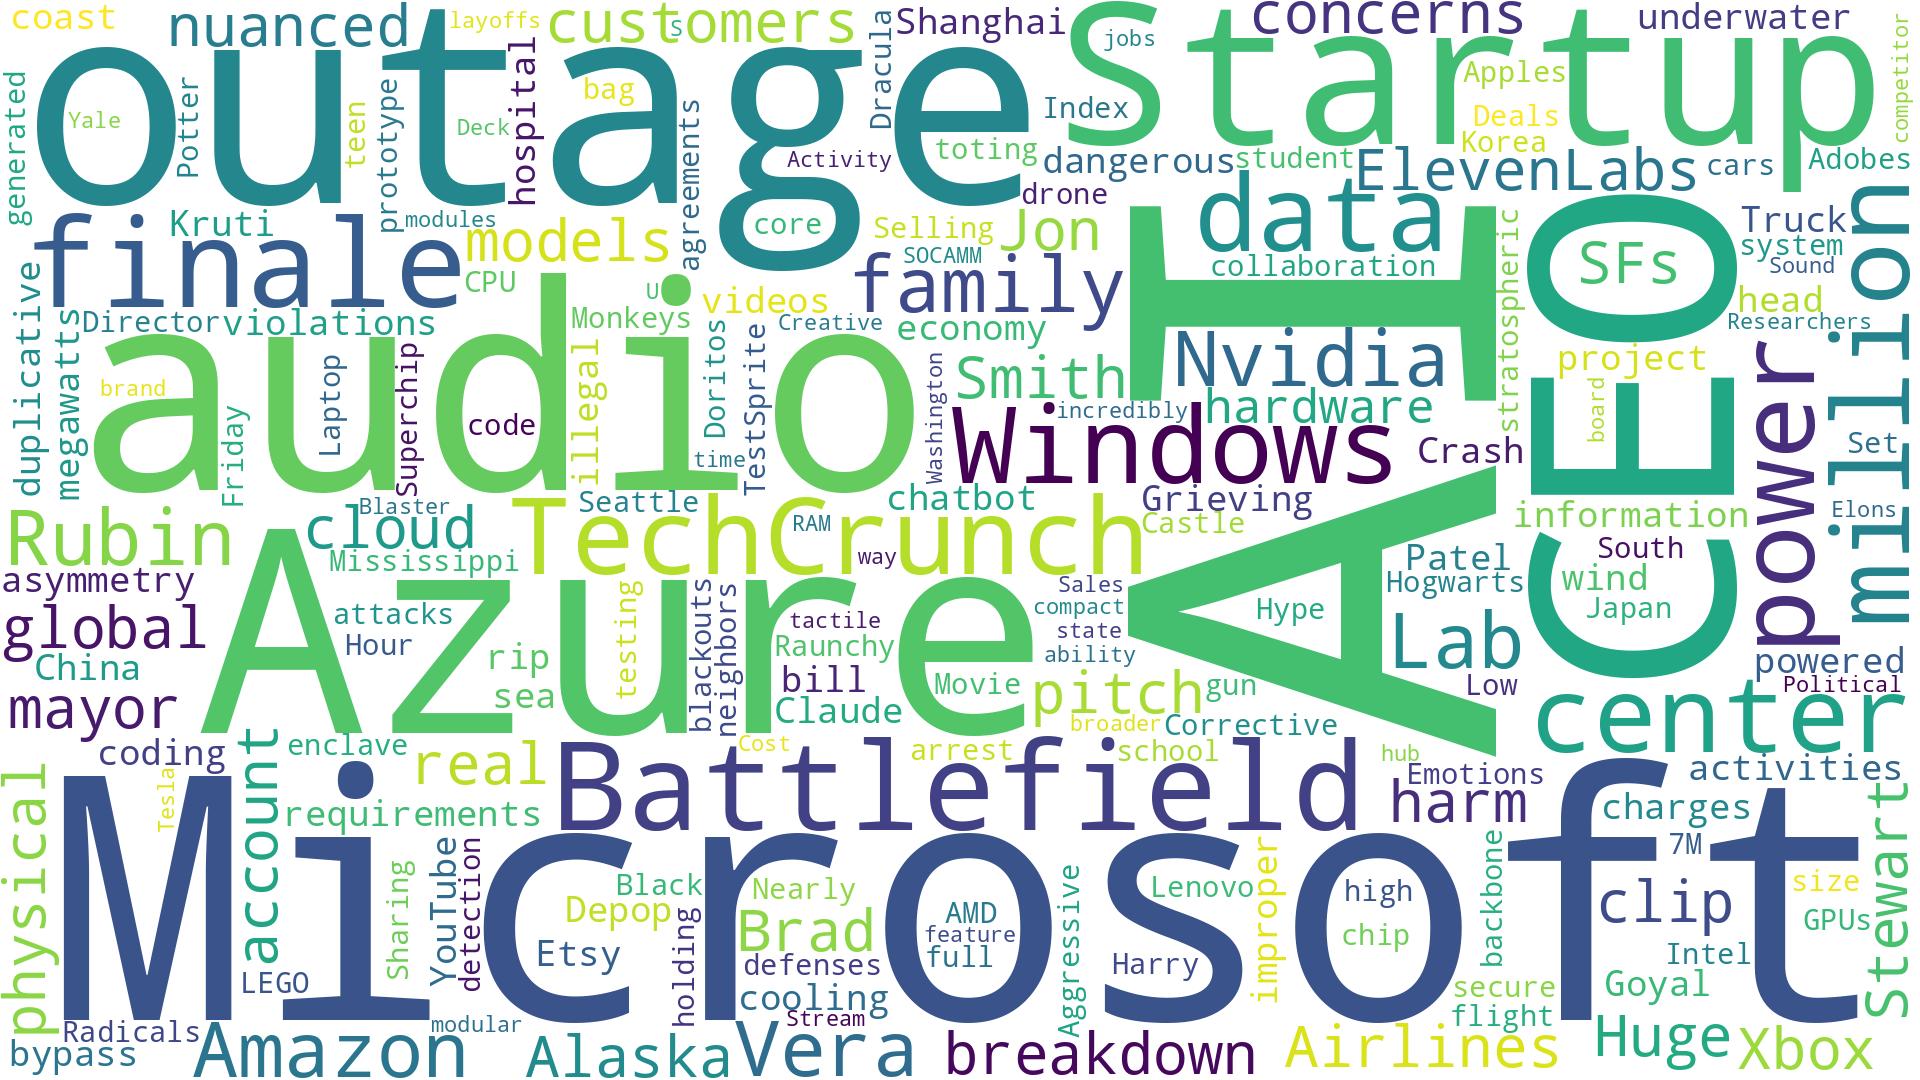 coast
nuanced
layoffs
customers
S
Dracula
Shanghai
jobs
Startup
concerns
underwater
competitor
generated
outage
Yale
Potter
teen
prototype
Deck
hospital
bag
agreements
Activity
toting
Index
dangerous
student
Apples
Deals
Korea
ElevenLabs
cars
Adobes
drone
Kruti
modules
finale
models
CPU
core
Selling
SOCAMM
Jon
family
data
collaboration
AI
stratospheric
CEO
SFs
Truck
system
Sound
head
Researchers
million
duplicative
megawatts
Director
violations
U
Monkeys
videos
Creative
economy
Nvidia
project
board
power
audio
brand
Friday
Laptop
Superchip
code
illegal
Doritos
time
TestSprite
Washington
Smith
incredibly
hardware
Windows
Crash
Set
Elons
Rubin
cloud
Blaster
Mississippi
TechCrunch
Seattle
RAM
way
chatbot
Grieving
Castle
information
South
wind
Japan
asymmetry
global
China
mayor
Azure
attacks
Hour
rip
sea
testing
blackouts
neighbors
tactile
Raunchy
bill
Claude
Movie
Sales
compact
state
ability
pitch
gun
broader
Corrective
Hype
Patel
Hogwarts
Lab
Low
powered
Political
center
coding
account
enclave
real
requirements
Cost
arrest
school
hub
Emotions
harm
activities
charges
Stewart
Battlefield
Tesla
Microsoft
physical
LEGO
Sharing
YouTube
detection
Etsy
Depop
Black
holding
Nearly
Brad
defenses
cooling
Stream
AMD
feature
full
Aggressive
Lenovo
Harry
improper
high
chip
backbone
7M
clip
size
GPUs
Intel
Goyal
secure
flight
Radicals
bypass
Amazon
modular
Alaska
Vera
breakdown
Airlines
Huge
Xbox